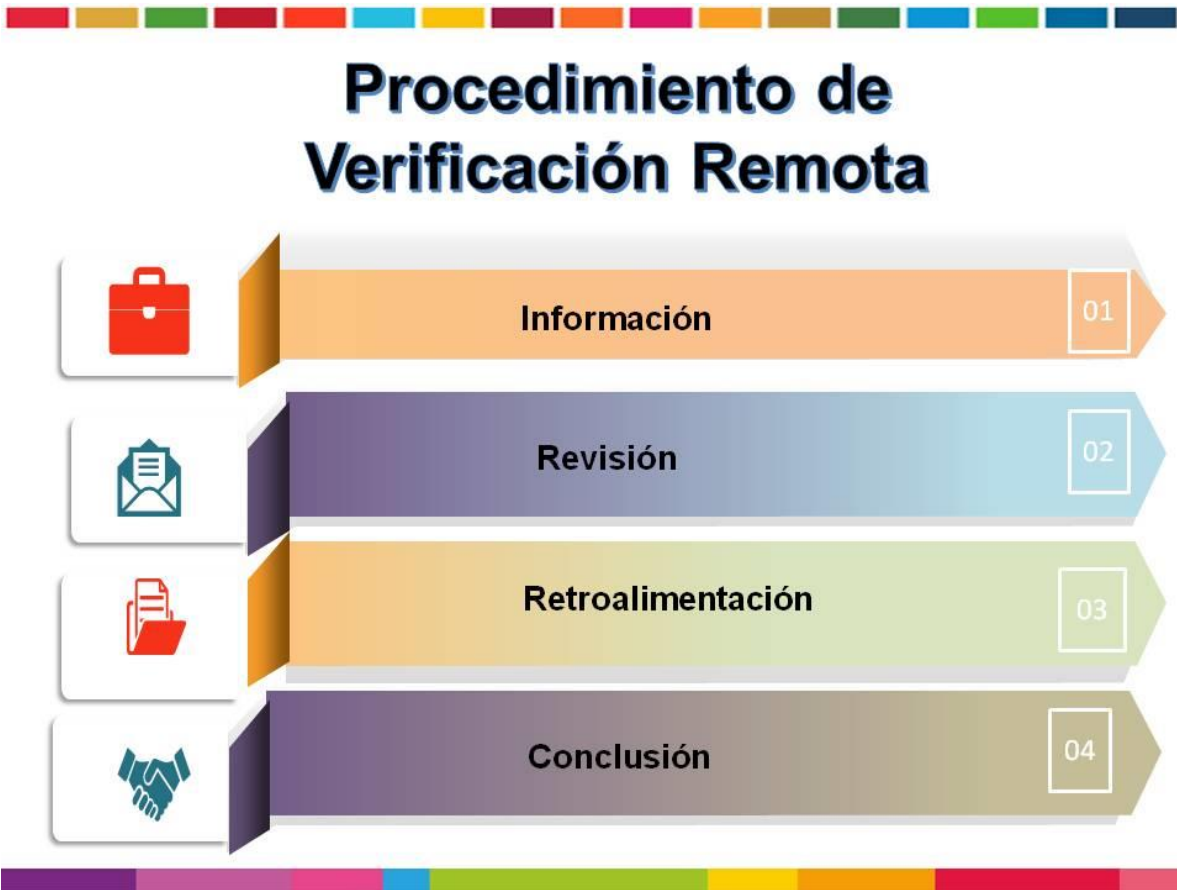 Procedimiento de
Verificación Remota
Información
01
Revisión
02
Retroalimentación
03
Conclusión
04